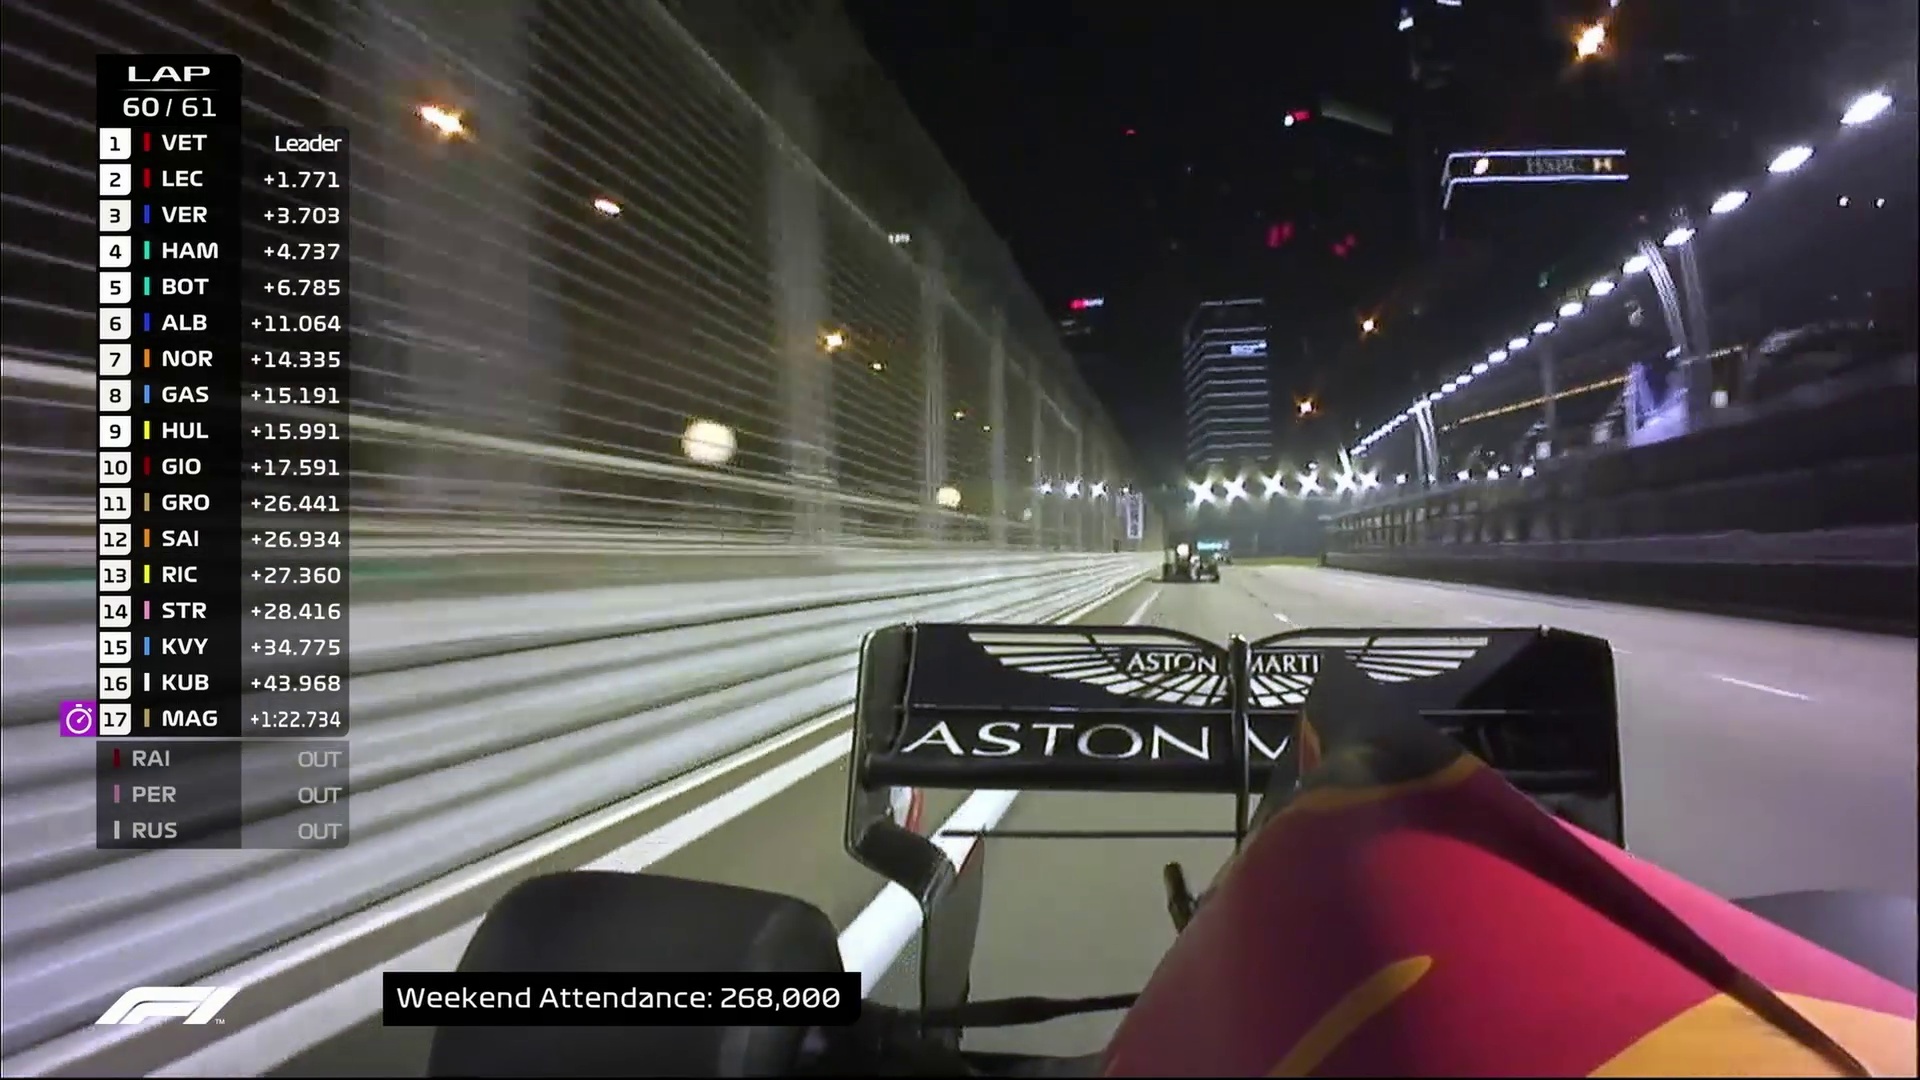 LAP
60 / 61
1 VET Leader
2 LEC +1.771
3 VER +3.703
4 HAM +4.737
5 BOT +6.785
6 ALB +11.064
7 NOR +14.335
8 GAS +15.191
9 HUL +15.991
10 GIO +17.591
11 GRO +26.441
12 SAI +26.934
13 RIC +27.360
14 STR +28.416
15 KVY +34.775
16 KUB +43.968
17 MAG +1:22.734
RAI OUT
PER OUT
RUS OUT
HSBC
ASTON MARTI
ASTON M
F1
Weekend Attendance: 268,000